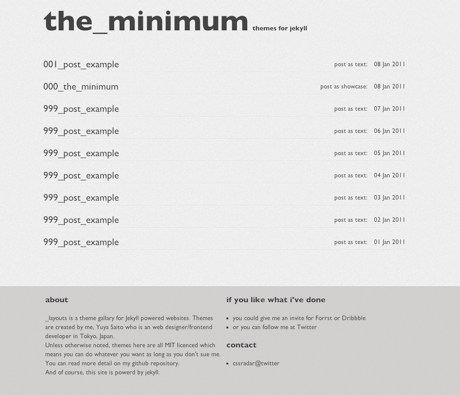 the_minimum themes for jekyll
001_post_example post as text: 08 Jan 2011
000_the_minimum post as showcase: 08 Jan 2011
999_post_example post as text: 07 Jan 2011
999_post_example post as text: 06 Jan 2011
999_post_example post as text: 05 Jan 2011
999_post_example post as text: 04 Jan 2011
999_post_example post as text: 03 Jan 2011
999_post_example post as text: 02 Jan 2011
999_post_example post as text: 01 Jan 2011
about
_layouts is a theme gallary for Jekyll powered websites. Themes
are created by me, Yuya Saito who is an web designer/frontend
developer in Tokyo, Japan.
Unless otherwise noted, themes here are all MIT licenced which
means you can do whatever you want as long as you don't sue me.
You can read more detail on my github repository.
And of course, this site is powerd by jekyll.
if you like what i've done
• you could give me an invite for Forrst or Dribbble
• or you can follow me at Twitter
contact
• cssradar@twitter